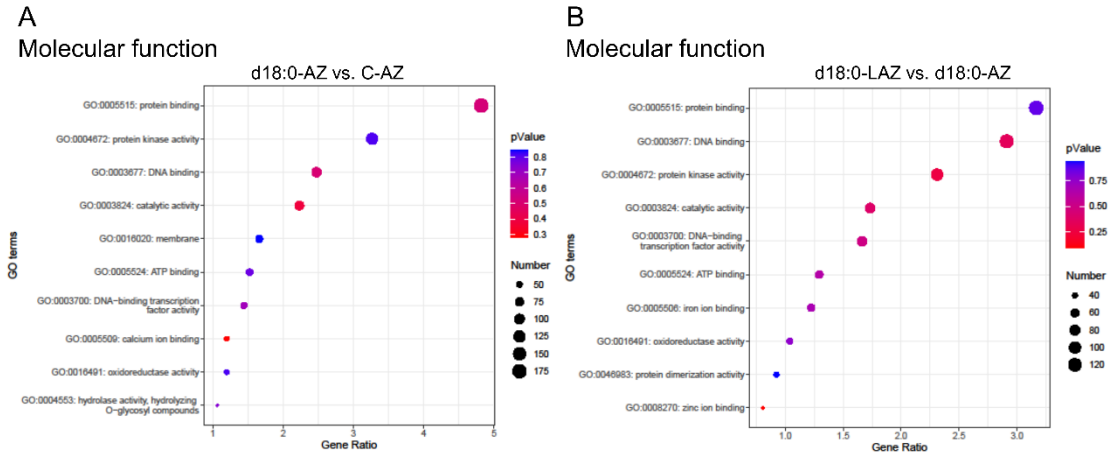 A
Molecular function
d18:0-AZ vs. C-AZ
GO:0005515: protein binding
GO:0004672: protein kinase activity
GO:0003677: DNA binding
GO:0003824: catalytic activity
GO:0016020: membrane
GO:0005524: ATP binding
GO:0003700: DNA-binding transcription
factor activity
GO:0005509: calcium ion binding
GO:0016491: oxidoreductase activity
GO:0004553: hydrolase activity, hydrolyzing
O-glycosyl compounds
GO terms
1 2 3 4 5
Gene Ratio
pValue
0.8
0.7
0.6
0.5
0.4
0.3
Number
50
75
100
125
150
175
B
Molecular function
d18:0-LAZ vs. d18:0-AZ
GO:0005515: protein binding
GO:0003677: DNA binding
GO:0004672: protein kinase activity
GO:0003824: catalytic activity
GO:0003700: DNA-binding
transcription factor activity
GO:0005524: ATP binding
GO:0005506: iron ion binding
GO:0016491: oxidoreductase activity
GO:0046983: protein dimerization activity
GO:0008270: zinc ion binding
GO terms
1.0 1.5 2.0 2.5 3.0
Gene Ratio
pValue
0.75
0.50
0.25
Number
40
60
80
100
120